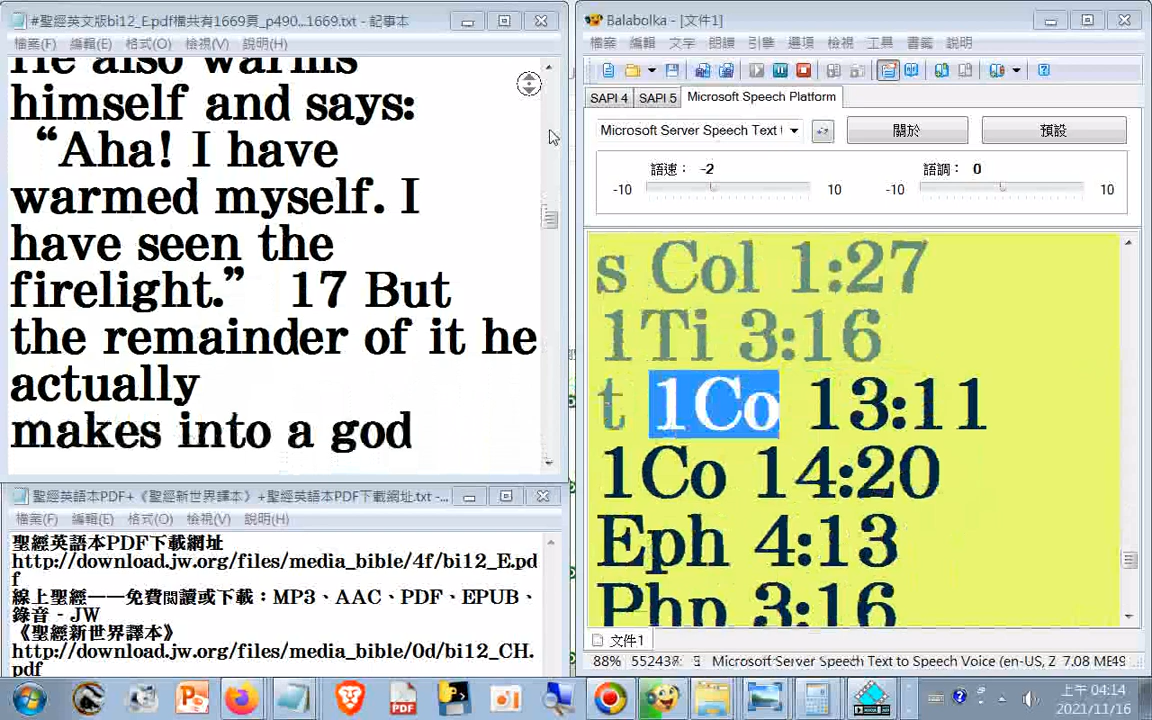 #聖經英文版bi12_E.pdf檔共有1669頁_p490...1669.txt - 記事本
檔案(F) 編輯(E) 格式(O) 檢視(V) 說明(H)
He also warms
himself and says:
“Aha! I have
warmed myself. I
have seen the
firelight.” 17 But
the remainder of it he
actually
makes into a god
聖經英語本PDF+《聖經新世界譯本》+聖經英語本PDF下載網址.txt -...
檔案(F) 編輯(E) 格式(O) 檢視(V) 說明(H)
聖經英語本PDF下載網址
http://download.jw.org/files/media_bible/4f/bi12_E.pd
f
線上聖經——免費閱讀或下載：MP3、AAC、PDF、EPUB、
錄音 - JW
《聖經新世界譯本》
http://download.jw.org/files/media_bible/0d/bi12_CH.
pdf
Balabolka - [文件1]
檔案 編輯 文字 朗讀 引擎 選項 檢視 工具 書籤 說明
SAPI 4 SAPI 5 Microsoft Speech Platform
Microsoft Server Speech Text 關於 預設
語速： -2 語調： 0
-10 10 -10 10
s Col 1:27
1Ti 3:16
t 1Co 13:11
1Co 14:20
Eph 4:13
Php 3:16
文件1
88% Microsoft Server Speech Text to Speech Voice (en-US, Z 7.08 ME
上午 04:14
2021/11/16